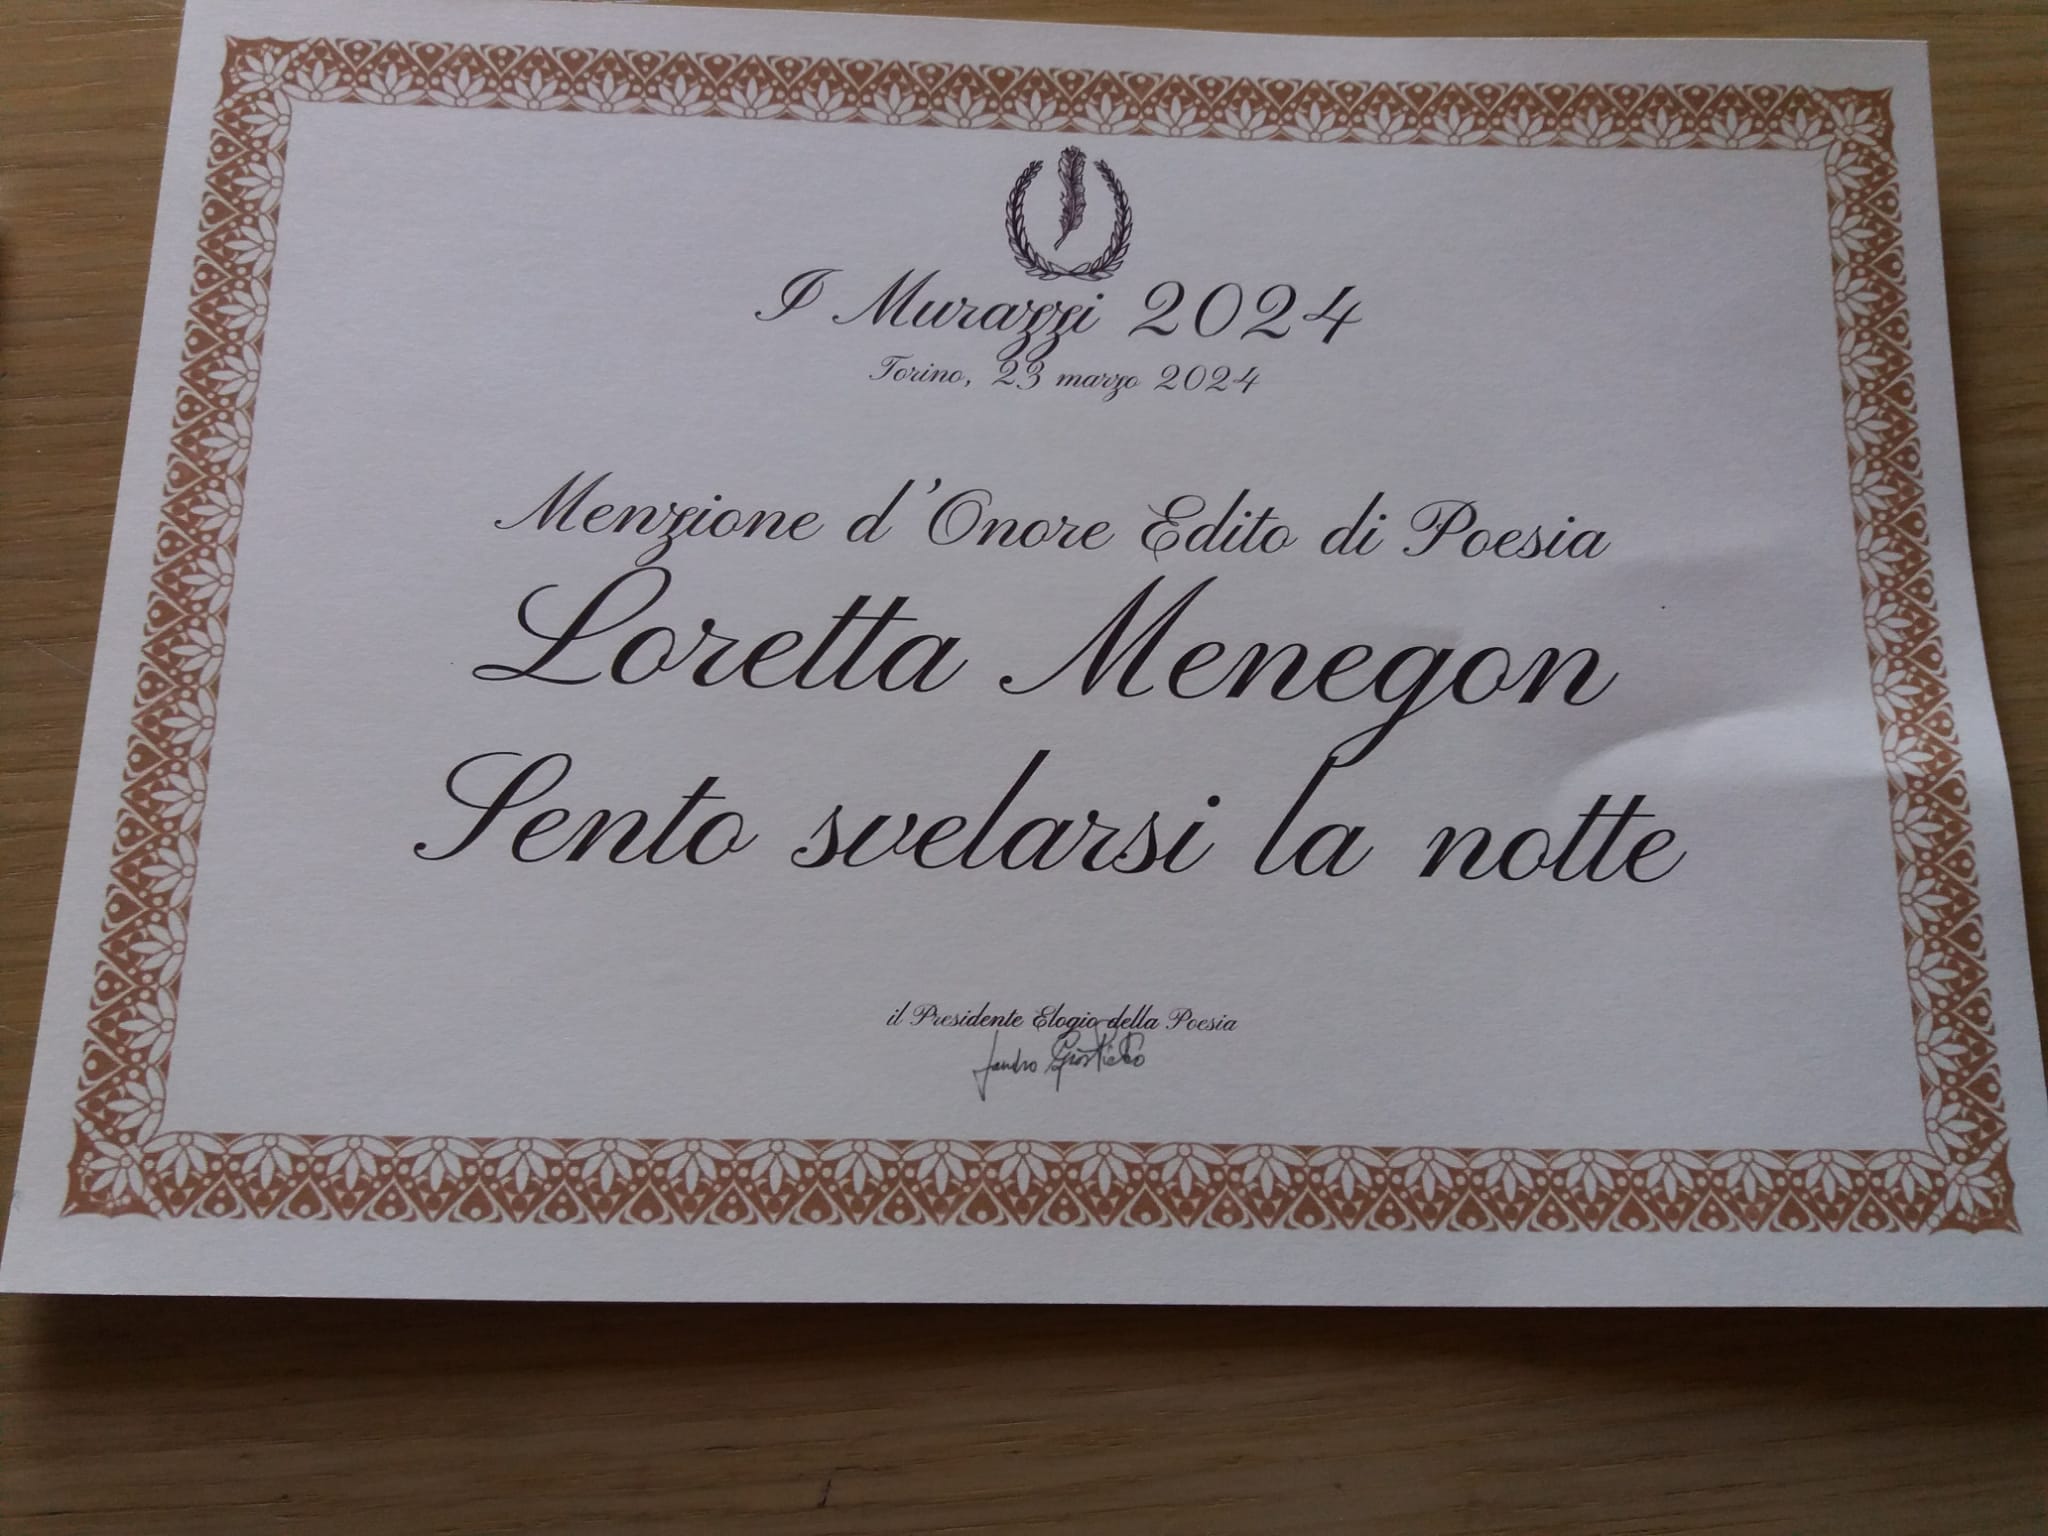 I Murazzi 2024
Torino, 23 marzo 2024
Menzione d'Onore Edito di Poesia
Loretta Menegon
Sento svelarsi la notte
il Presidente Elogio della Poesia
Sandro